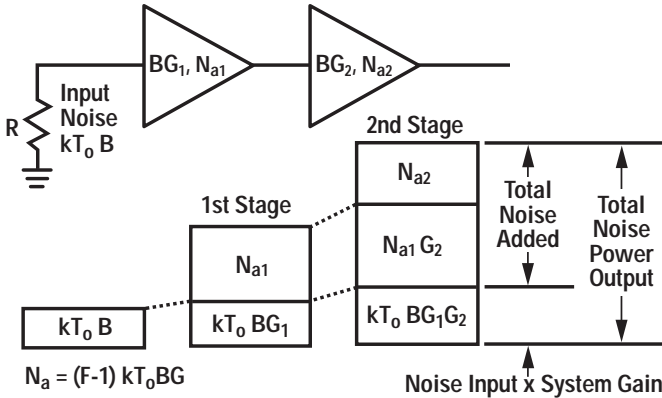 BG₁, Nₐ₁
BG₂, Nₐ₂
Input
Noise
kTₒ B
R
2nd Stage
1st Stage
Nₐ₂
Nₐ₁
Nₐ₁ G₂
kTₒ B
kTₒ BG₁
kTₒ BG₁G₂
Total
Noise
Added
Total
Noise
Power
Output
Nₐ = (F-1) kTₒBG
Noise Input x System Gain